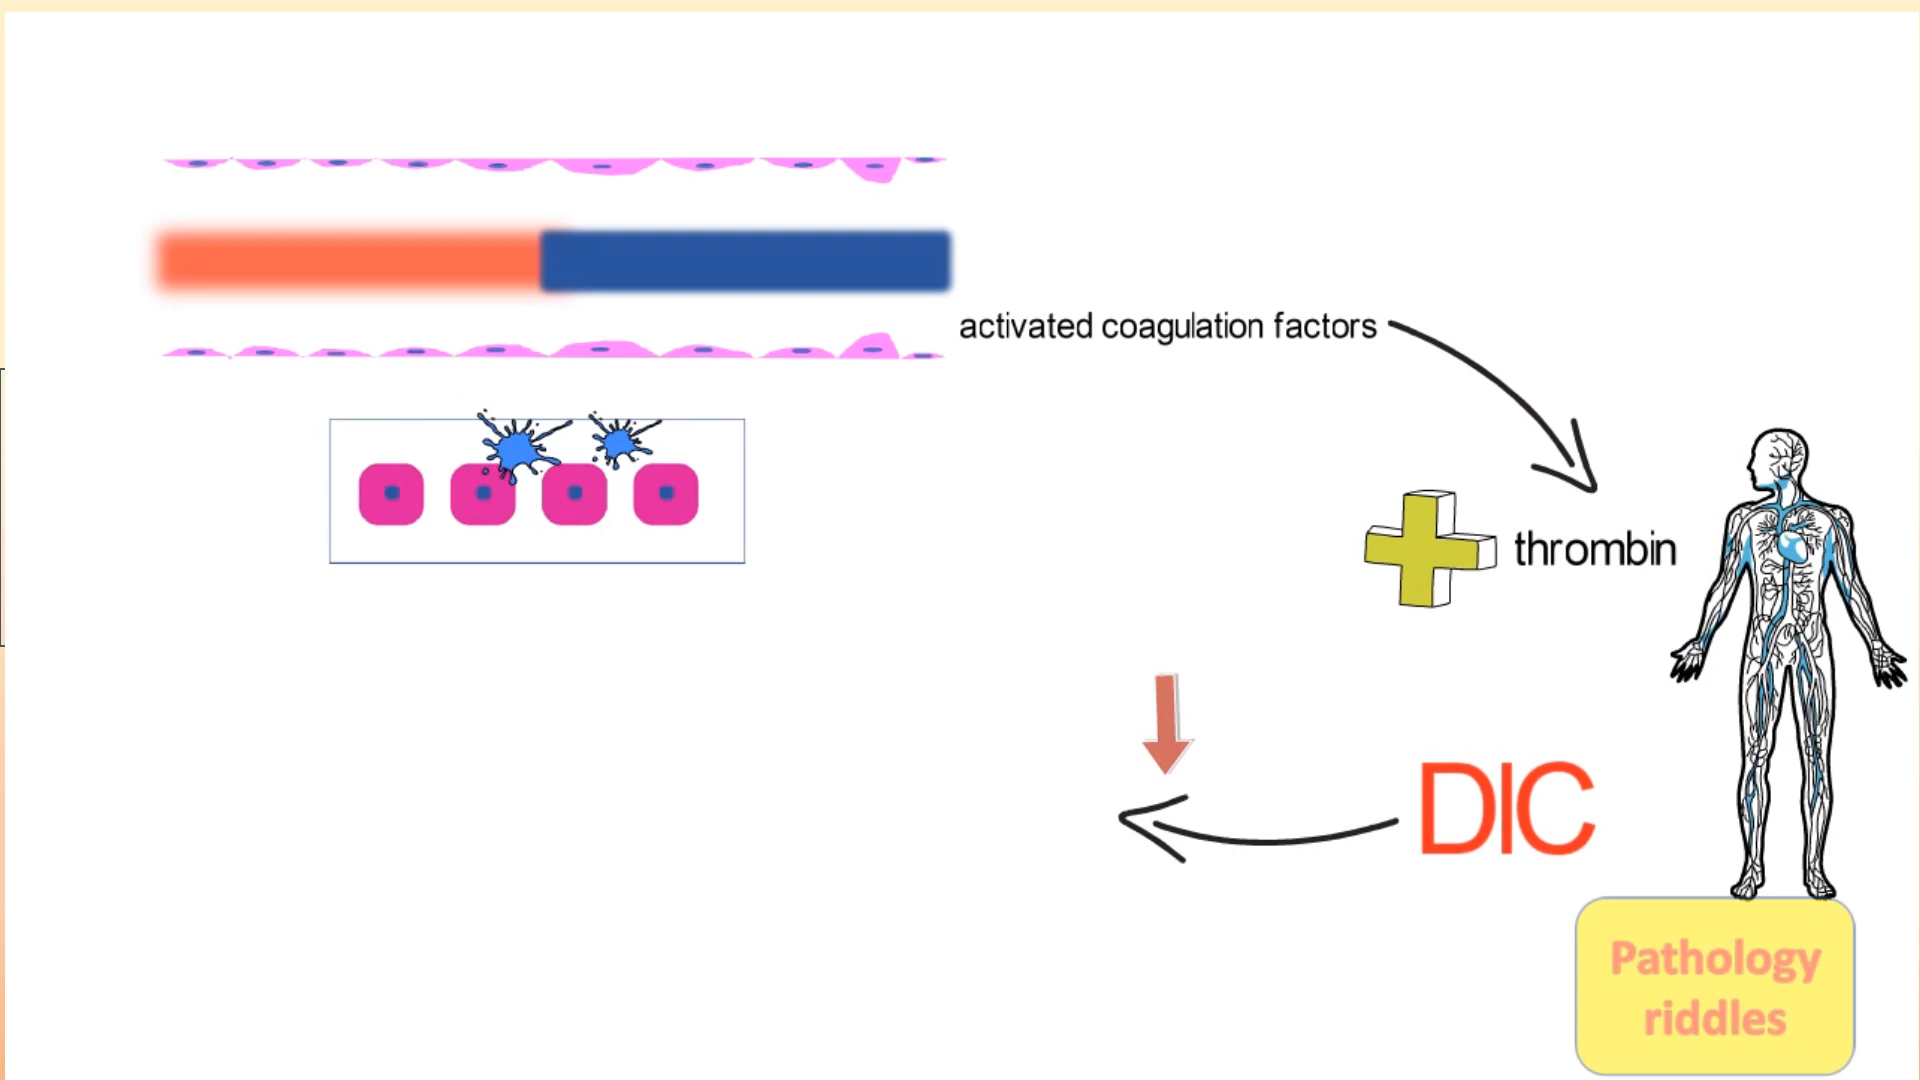 activated coagulation factors
thrombin
DIC
Pathology
riddles